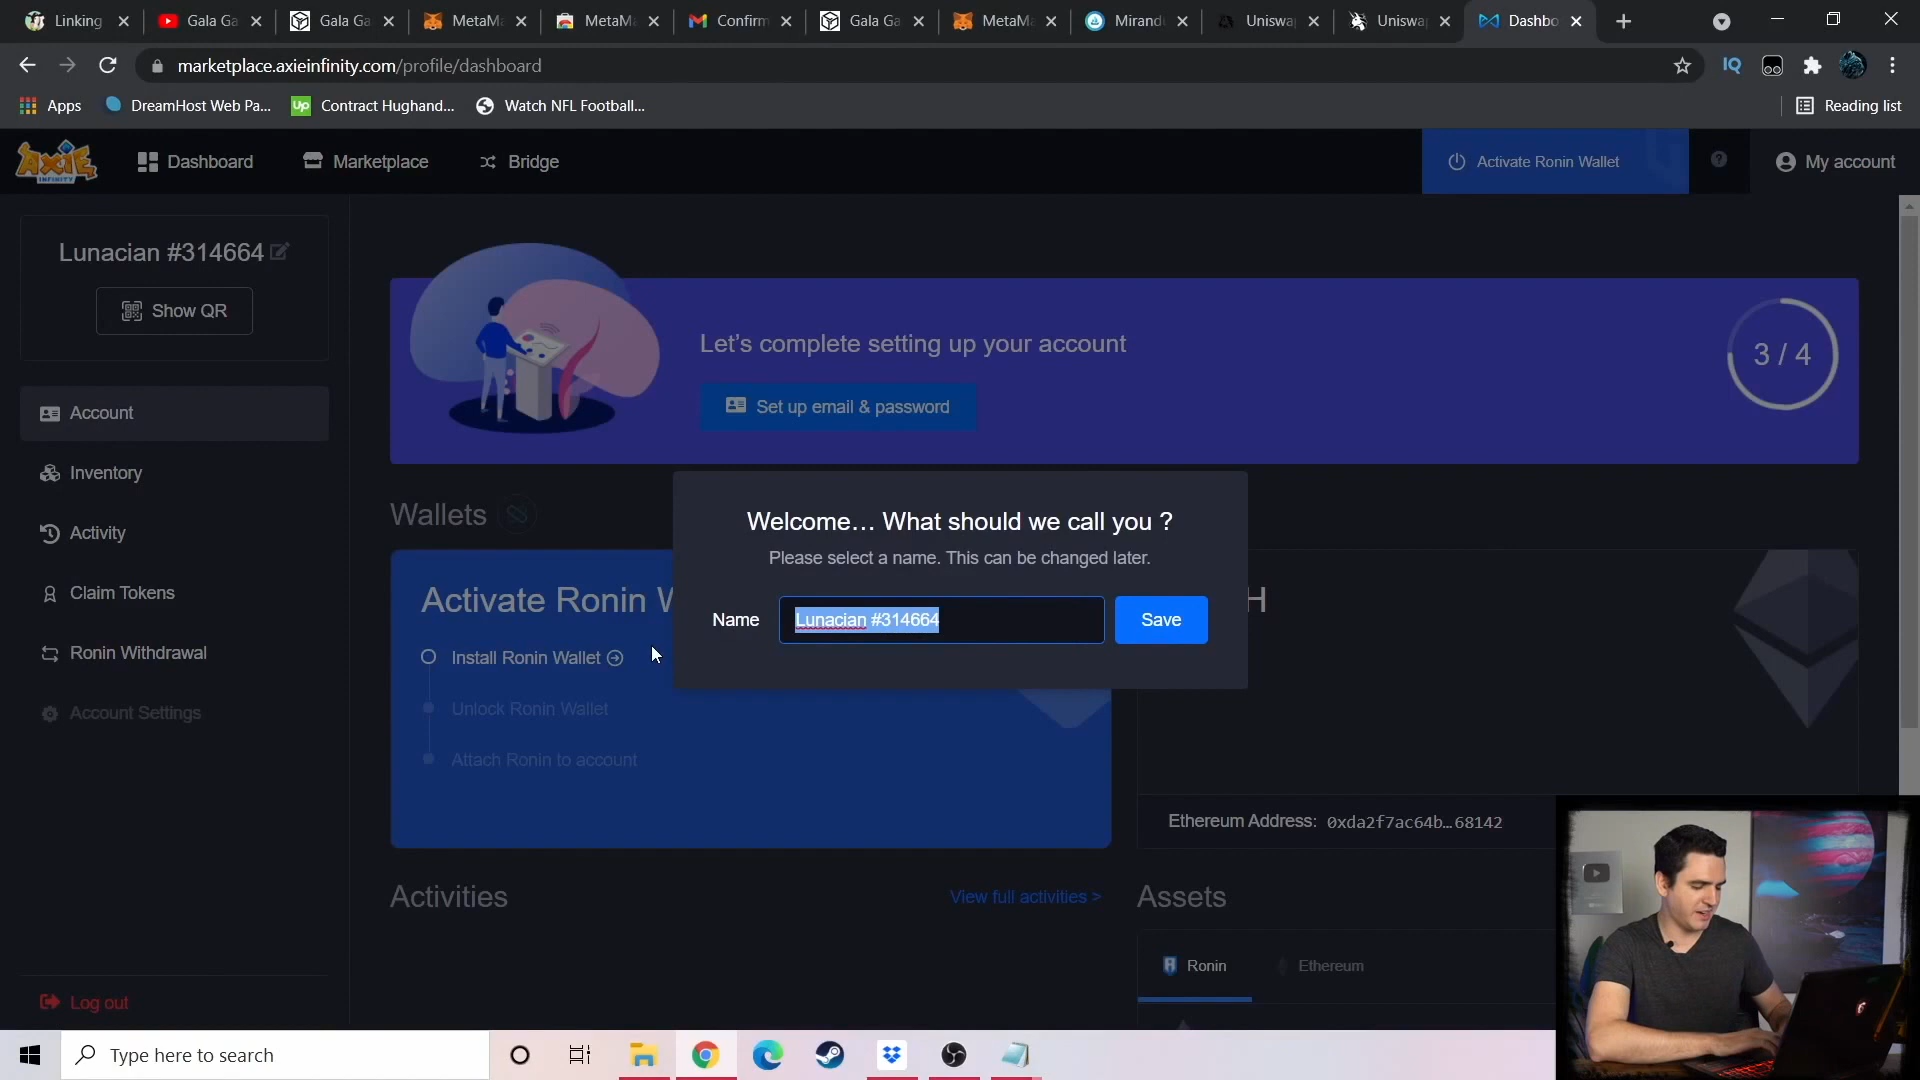 Linking
Gala Ga
Gala Ga
MetaM
MetaM
Confirm
Gala Ga
MetaM
Mirand
Uniswa
Uniswa
Dashbo
marketplace.axieinfinity.com/profile/dashboard
IQ
Apps
DreamHost Web Pa...
Up
Contract Hughand...
Watch NFL Football...
Reading list
AXIE
INFINITY
Dashboard
Marketplace
Bridge
Activate Ronin Wallet
?
My account
Lunacian #314664
Show QR
Account
Inventory
Activity
Claim Tokens
Ronin Withdrawal
Account Settings
Log out
Let's complete setting up your account
Set up email & password
3 / 4
Wallets
Welcome... What should we call you ?
Please select a name. This can be changed later.
Name
Lunacian #314664
Save
Activate Ronin W
H
Install Ronin Wallet
Unlock Ronin Wallet
Attach Ronin to account
Ethereum Address: 0xda2f7ac64b...68142
Activities
View full activities >
Assets
Ronin
Ethereum
Type here to search